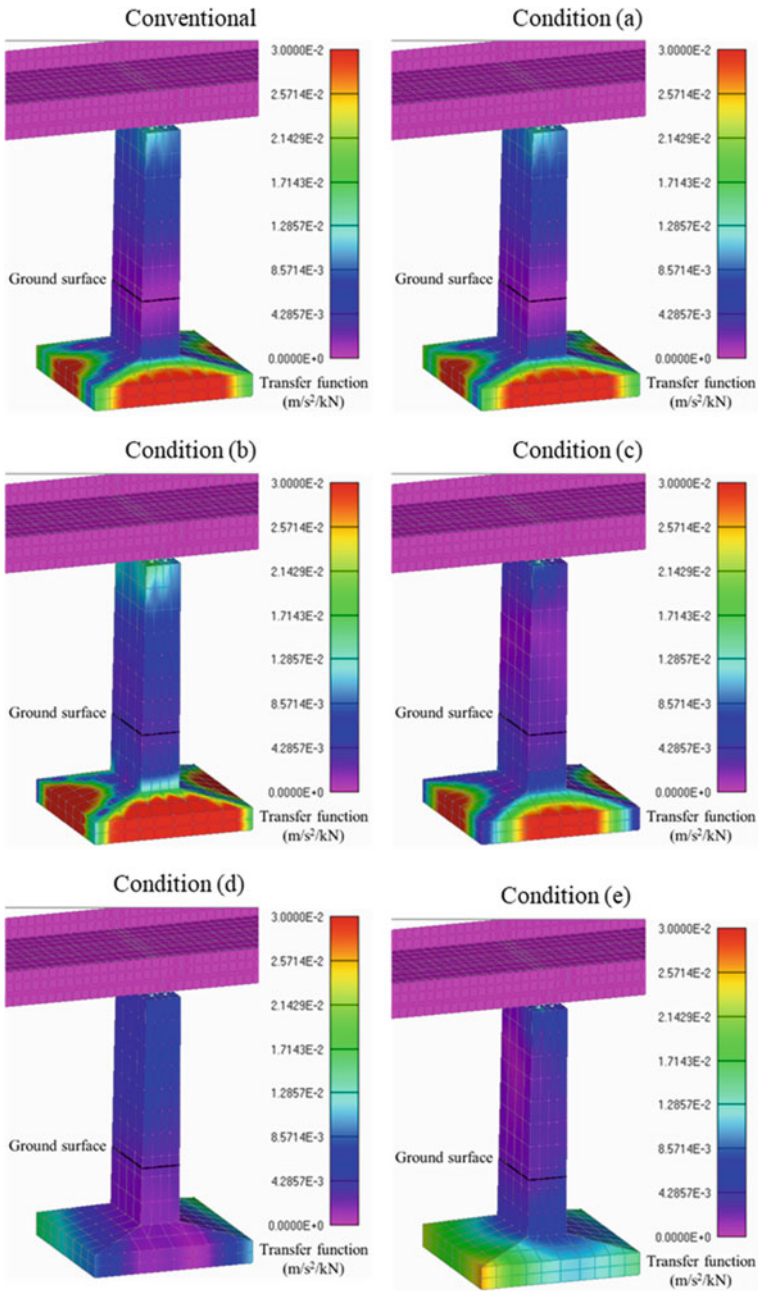 Conventional
3.0000E-2
2.5714E-2
2.1429E-2
1.7143E-2
1.2857E-2
8.5714E-3
4.2857E-3
0.0000E+0
Ground surface
Transfer function
(m/s²/kN)
Condition (a)
3.0000E-2
2.5714E-2
2.1429E-2
1.7143E-2
1.2857E-2
8.5714E-3
4.2857E-3
0.0000E+0
Ground surface
Transfer function
(m/s²/kN)
Condition (b)
3.0000E-2
2.5714E-2
2.1429E-2
1.7143E-2
1.2857E-2
8.5714E-3
4.2857E-3
0.0000E+0
Ground surface
Transfer function
(m/s²/kN)
Condition (c)
3.0000E-2
2.5714E-2
2.1429E-2
1.7143E-2
1.2857E-2
8.5714E-3
4.2857E-3
0.0000E+0
Ground surface
Transfer function
(m/s²/kN)
Condition (d)
3.0000E-2
2.5714E-2
2.1429E-2
1.7143E-2
1.2857E-2
8.5714E-3
4.2857E-3
0.0000E+0
Ground surface
Transfer function
(m/s²/kN)
Condition (e)
3.0000E-2
2.5714E-2
2.1429E-2
1.7143E-2
1.2857E-2
8.5714E-3
4.2857E-3
0.0000E+0
Ground surface
Transfer function
(m/s²/kN)